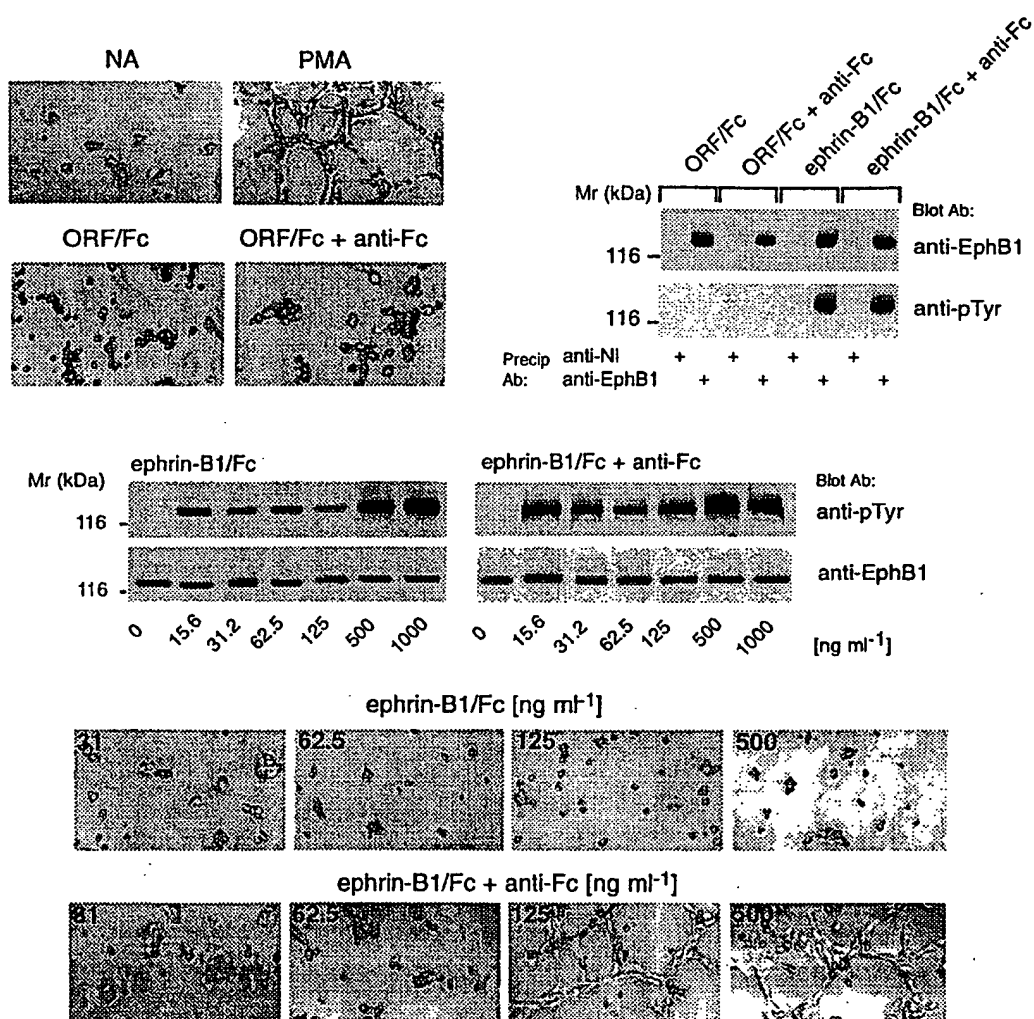 NA PMA
ORF/Fc ORF/Fc + anti-Fc
ORF/Fc
ORF/Fc + anti-Fc
ephrin-B1/Fc
ephrin-B1/Fc + anti-Fc
Mr (kDa)
Blot Ab:
116
anti-EphB1
116
anti-pTyr
Precip anti-NI + + + +
Ab: anti-EphB1 + + + +
Mr (kDa) ephrin-B1/Fc ephrin-B1/Fc + anti-Fc Blot Ab:
116 anti-pTyr
116 anti-EphB1
0 15.6 31.2 62.5 125 500 1000 0 15.6 31.2 62.5 125 500 1000 [ng ml-1]
ephrin-B1/Fc [ng ml-1]
31 62.5 125 500
ephrin-B1/Fc + anti-Fc [ng ml-1]
31 62.5 125 500